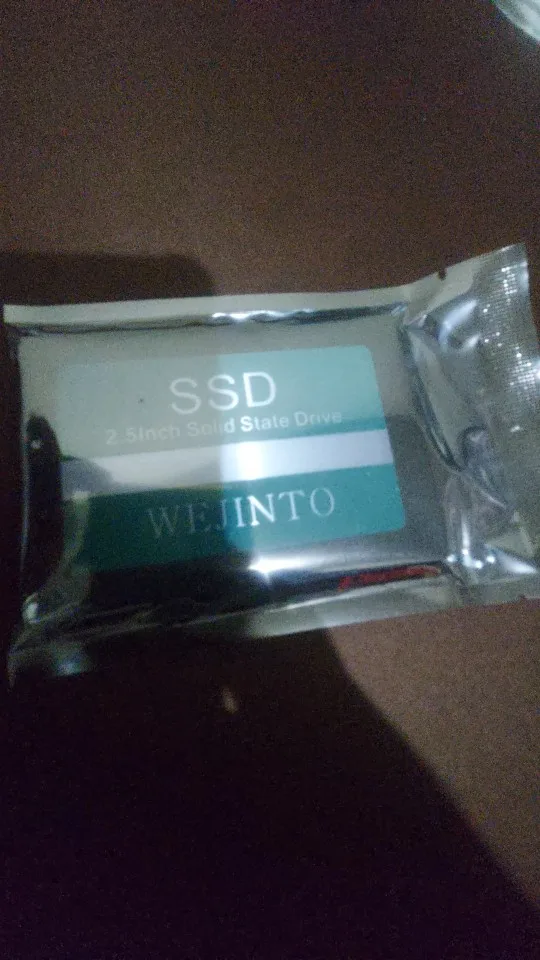 SSD
2.5Inch Solid State Drive
WEJINTO